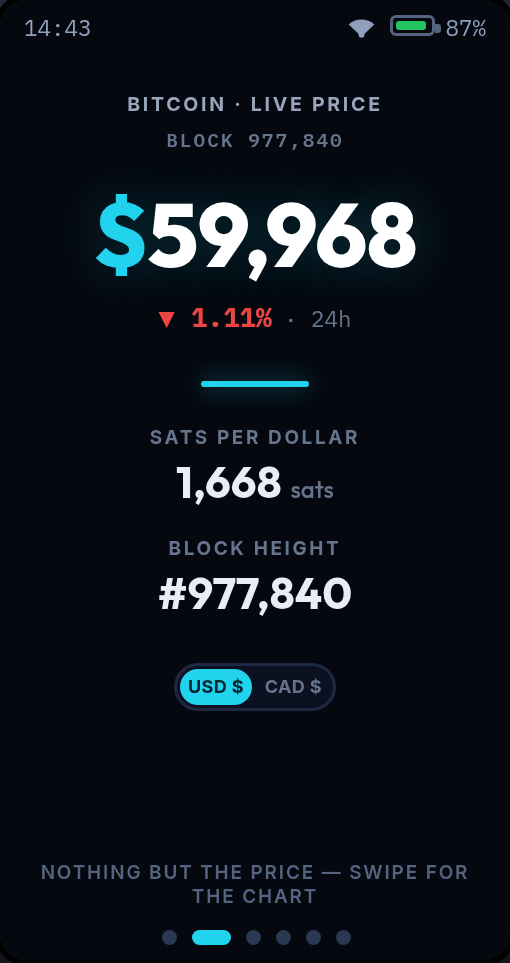 14:43 87%
BITCOIN · LIVE PRICE
BLOCK 977,840
$59,968
▼ 1.11% · 24h
SATS PER DOLLAR
1,668 sats
BLOCK HEIGHT
#977,840
USD $ CAD $
NOTHING BUT THE PRICE — SWIPE FOR
THE CHART